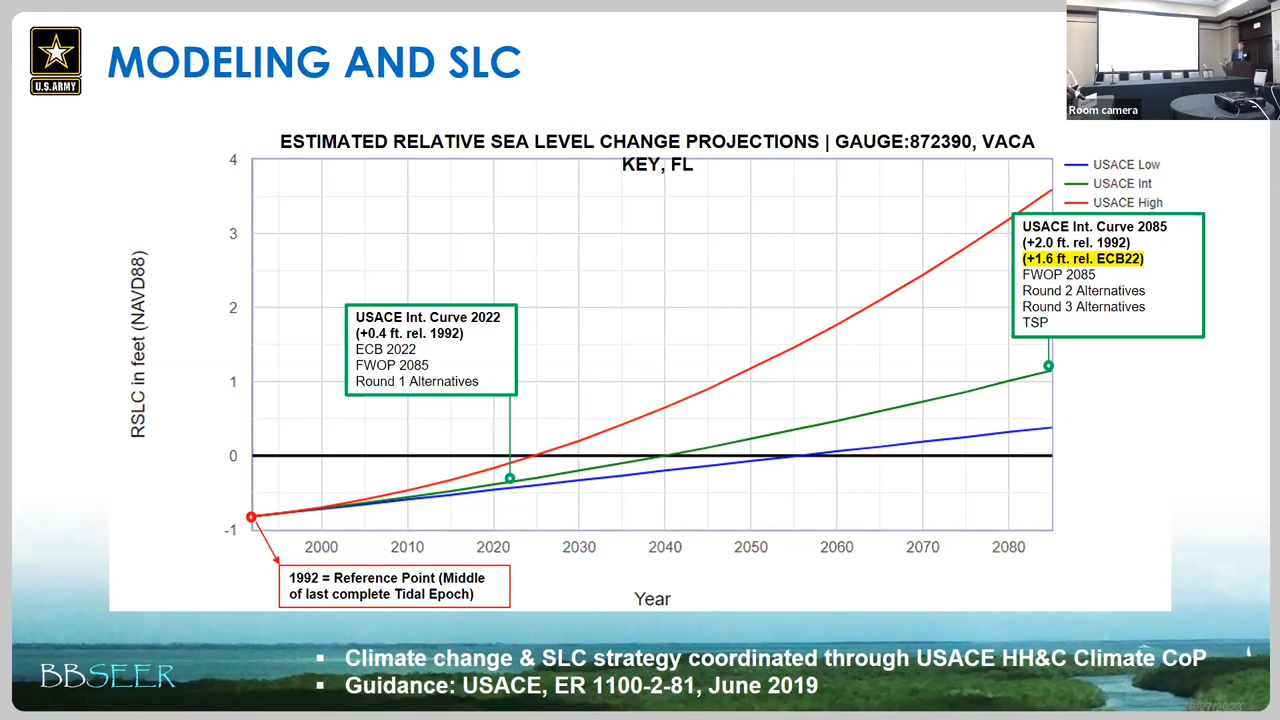 U.S.ARMY
MODELING AND SLC
Room camera
ESTIMATED RELATIVE SEA LEVEL CHANGE PROJECTIONS | GAUGE:872390, VACA
KEY, FL
USACE Low
USACE Int
USACE High
4
3
2
1
0
-1
RSLC in feet (NAVD88)
USACE Int. Curve 2022
(+0.4 ft. rel. 1992)
ECB 2022
FWOP 2085
Round 1 Alternatives
USACE Int. Curve 2085
(+2.0 ft. rel. 1992)
(+1.6 ft. rel. ECB22)
FWOP 2085
Round 2 Alternatives
Round 3 Alternatives
TSP
2000 2010 2020 2030 2040 2050 2060 2070 2080
1992 = Reference Point (Middle
of last complete Tidal Epoch)
Year
BBSEER
▪ Climate change & SLC strategy coordinated through USACE HH&C Climate CoP
▪ Guidance: USACE, ER 1100-2-81, June 2019
9/27/2023